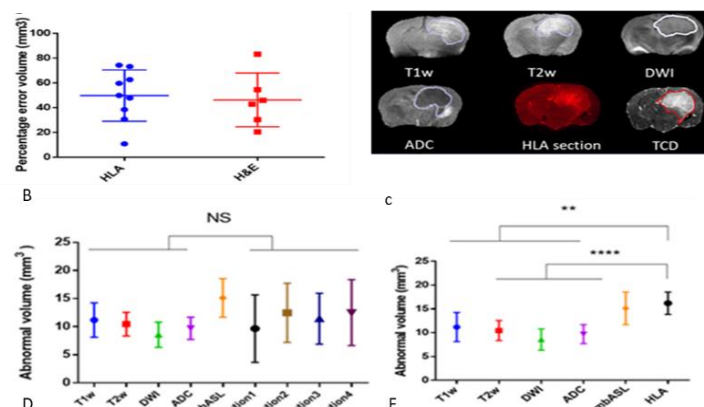 Percentage error volume (mm3)
100
80
60
40
20
0
HLA
H&E
B
T1w
T2w
DWI
ADC
HLA section
TCD
c
NS
Abnormal volume (mm³)
25
20
15
10
5
0
T1w
T2w
DWI
ADC
D
**
****
Abnormal volume (mm³)
25
20
15
10
5
0
T1w
T2w
DWI
ADC
HLA